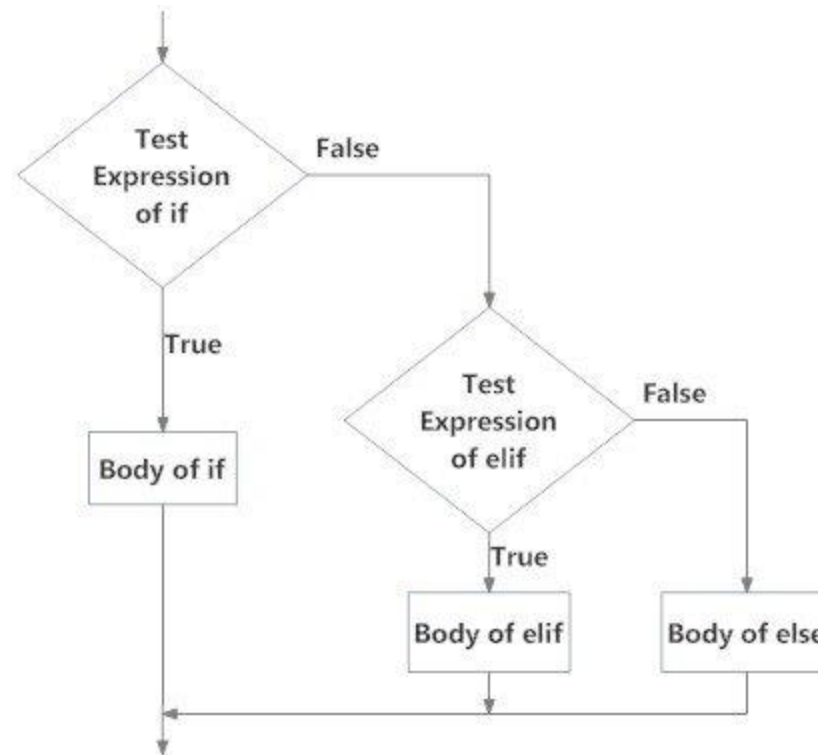 Test
Expression
of if
False
True
Body of if
Test
Expression
of elif
False
True
Body of elif
Body of else